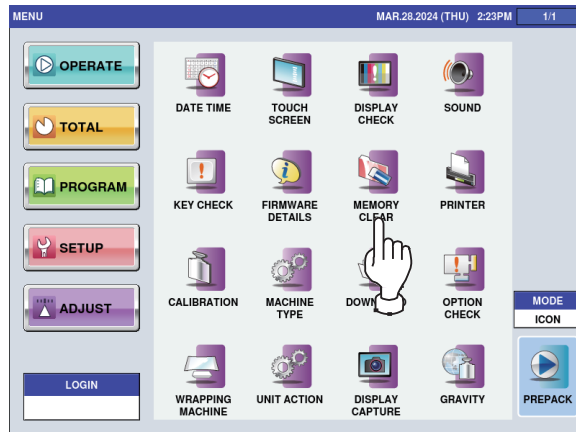 MENU
MAR.28.2024 (THU) 2:23PM
1/1
OPERATE
TOTAL
PROGRAM
SETUP
ADJUST
LOGIN
DATE TIME
TOUCH
SCREEN
DISPLAY
CHECK
SOUND
KEY CHECK
FIRMWARE
DETAILS
MEMORY
CLEAR
PRINTER
CALIBRATION
MACHINE
TYPE
OPTION
CHECK
WRAPPING
MACHINE
UNIT ACTION
DISPLAY
CAPTURE
GRAVITY
MODE
ICON
PREPACK